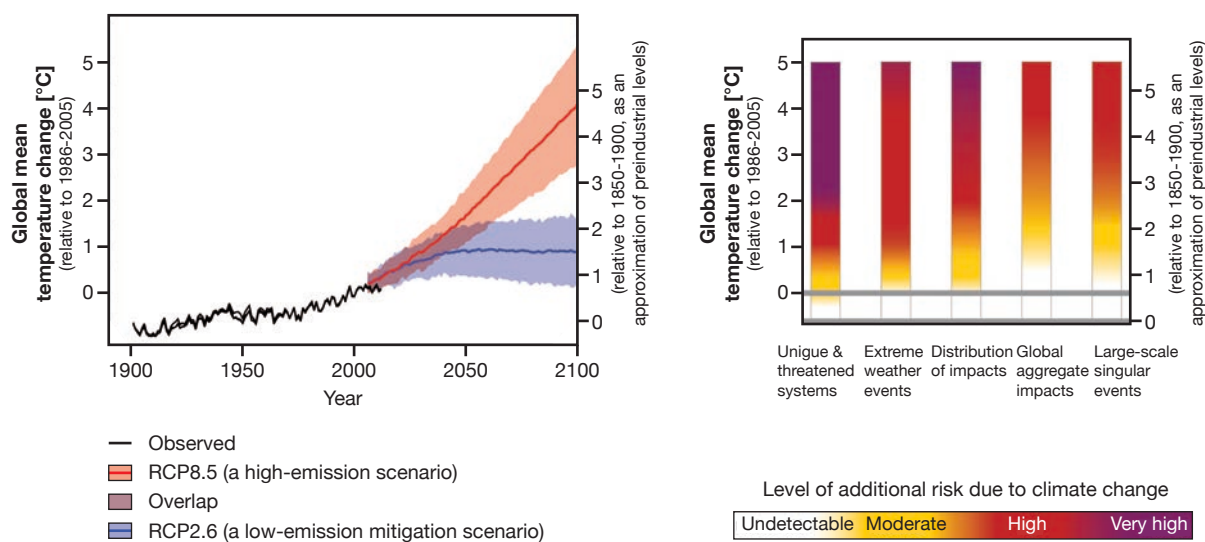 Global mean
temperature change [°C]
(relative to 1986-2005)
5
4
3
2
1
0
5
4
3
2
1
0
(relative to 1850-1900, as an
approximation of preindustrial levels)
1900
1950
2000
2050
2100
Year
Observed
RCP8.5 (a high-emission scenario)
Overlap
RCP2.6 (a low-emission mitigation scenario)
Global mean
temperature change [°C]
(relative to 1986-2005)
5
4
3
2
1
0
5
4
3
2
1
0
(relative to 1850-1900, as an
approximation of preindustrial levels)
Unigue &
threatened
systems
Extreme
weather
events
Distribution
of impacts
Global
aggregate
impacts
Large-scale
singular
events
Level of additional risk due to climate change
Undetectable Moderate High Very high